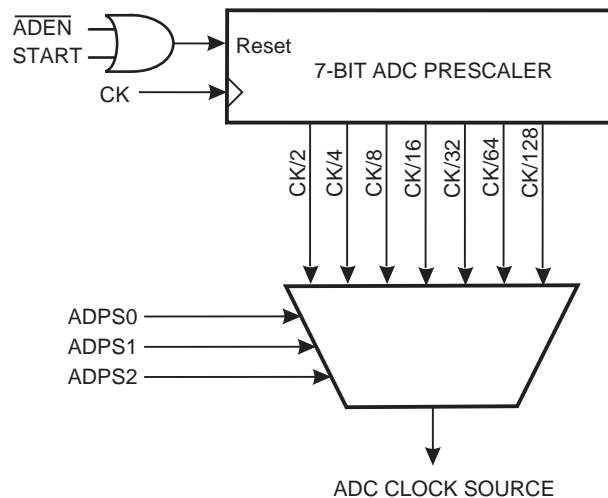 ADEN
START
Reset
7-BIT ADC PRESCALER
CK
CK/2
CK/4
CK/8
CK/16
CK/32
CK/64
CK/128
ADPS0
ADPS1
ADPS2
ADC CLOCK SOURCE